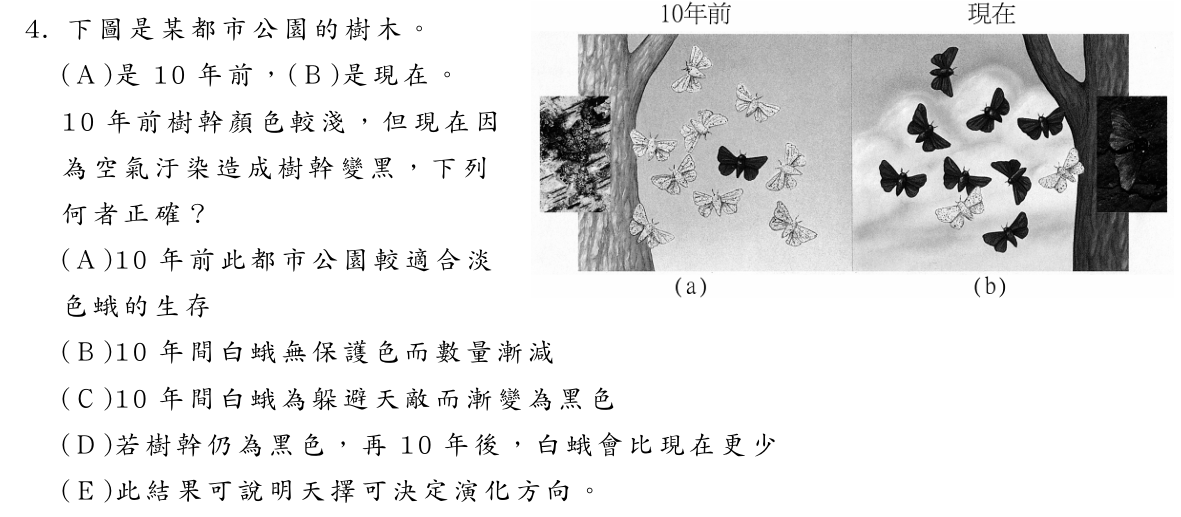 4. 下圖是某都市公園的樹木。
(A)是 10 年前，(B)是現在。
10 年前樹幹顏色較淺，但現在因
為空氣汙染造成樹幹變黑，下列
何者正確？
(A)10 年前此都市公園較適合淡
色蛾的生存
(B)10 年間白蛾無保護色而數量漸減
(C)10 年間白蛾為躲避天敵而漸變為黑色
(D)若樹幹仍為黑色，再 10 年後，白蛾會比現在更少
(E)此結果可說明天擇可決定演化方向。
10年前
現在
(a)
(b)